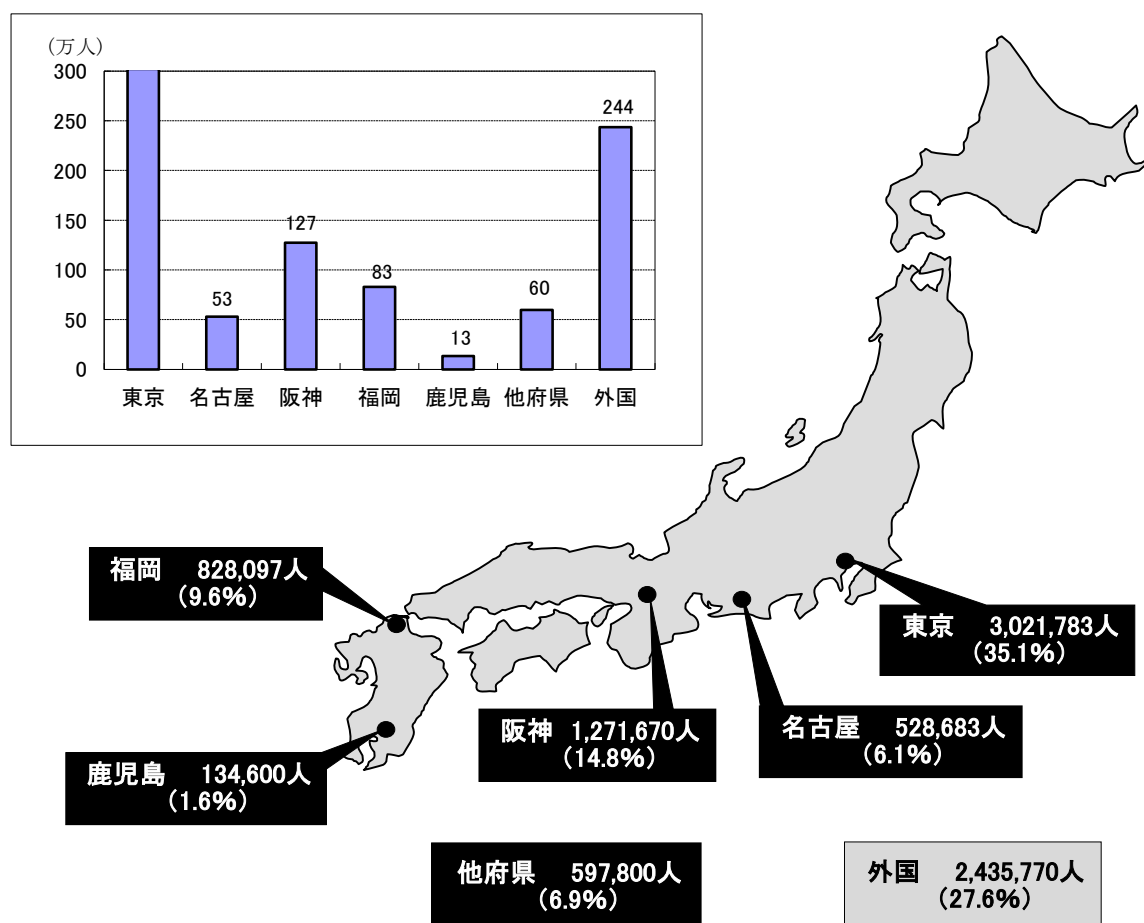 (万人)
300
250
200
150
100
50
0
53
127
83
13
60
244
東京 名古屋 阪神 福岡 鹿児島 他府県 外国
福岡 828,097人
(9.6%)
東京 3,021,783人
(35.1%)
阪神 1,271,670人
(14.8%)
名古屋 528,683人
(6.1%)
鹿児島 134,600人
(1.6%)
他府県 597,800人
(6.9%)
外国 2,435,770人
(27.6%)